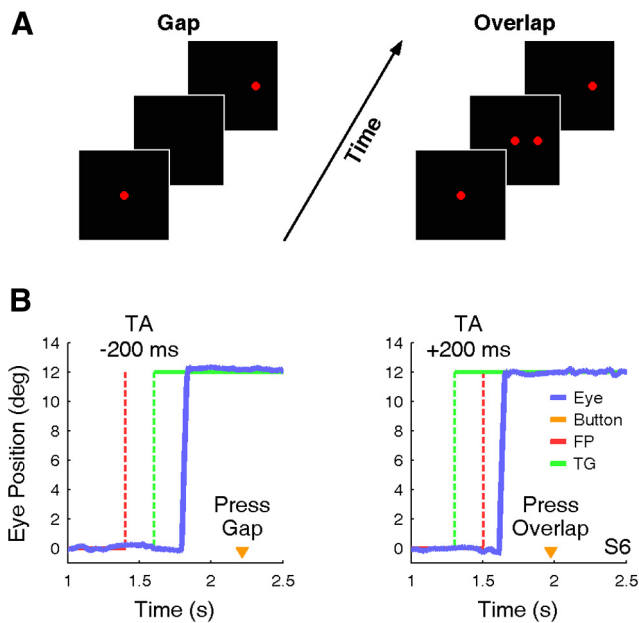 A
Gap
Overlap
Time
B
TA
-200 ms
TA
+200 ms
Eye Position (deg)
14
12
10
8
6
4
2
0
Press
Gap
1
1.5
2
2.5
Time (s)
14
12
10
8
6
4
2
0
Eye
Button
FP
TG
Press
Overlap
S6
1
1.5
2
2.5
Time (s)